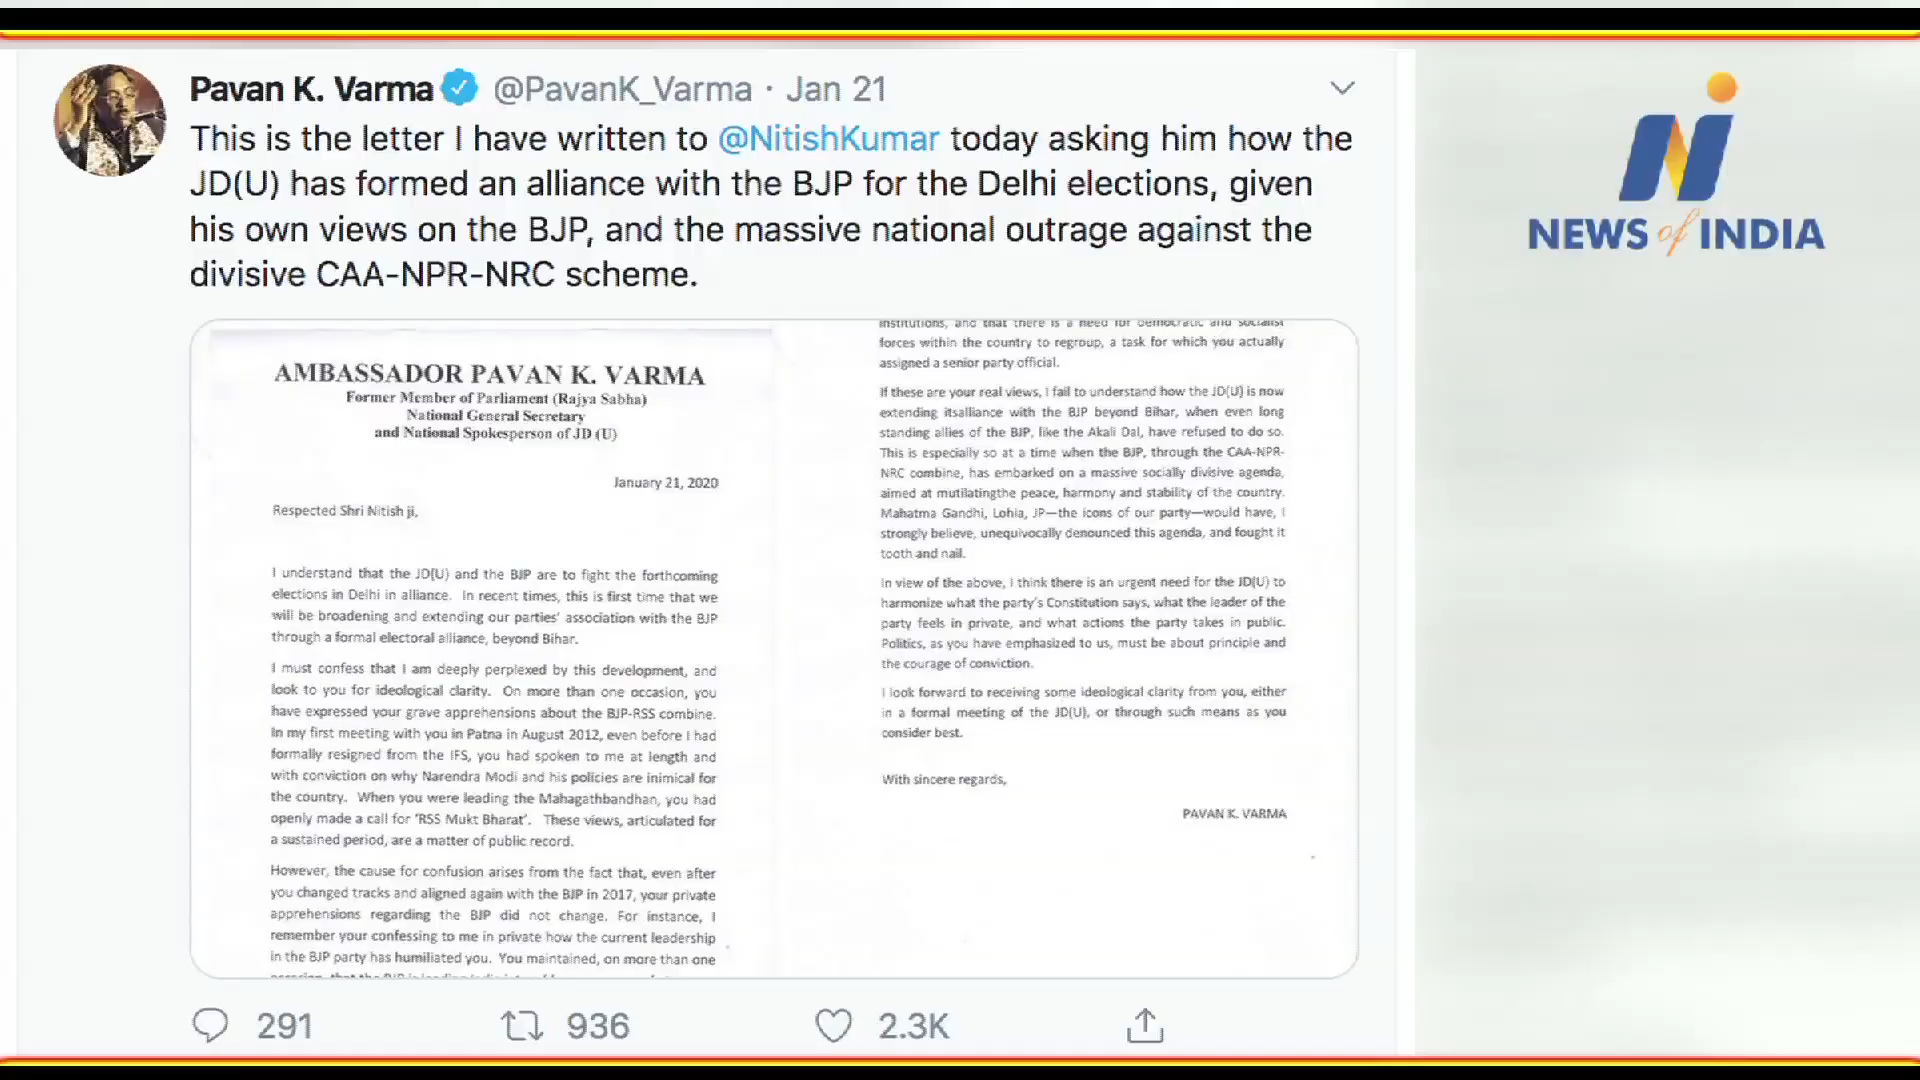 Pavan K. Varma @PavanK_Varma · Jan 21
This is the letter I have written to @NitishKumar today asking him how the
JD(U) has formed an alliance with the BJP for the Delhi elections, given
his own views on the BJP, and the massive national outrage against the
divisive CAA-NPR-NRC scheme.
AMBASSADOR PAVAN K. VARMA
Former Member of Parliament (Rajya Sabha)
National General Secretary
and National Spokesperson of JD (U)
January 21, 2020
Respected Shri Nitish ji,
I understand that the JD(U) and the BJP are to fight the forthcoming
elections in Delhi in alliance. In recent times, this is first time that we
will be broadening and extending our parties' association with the BJP
through a formal electoral alliance, beyond Bihar.
I must confess that I am deeply perplexed by this development, and
look to you for ideological clarity. On more than one occasion, you
have expressed your grave apprehensions about the BJP-RSS combine.
In my first meeting with you in Patna in August 2012, even before I had
formally resigned from the IFS, you had spoken to me at length and
with conviction on why Narendra Modi and his policies are inimical for
the country. When you were leading the Mahagathbandhan, you had
openly made a call for 'RSS Mukt Bharat'. These views, articulated for
a sustained period, are a matter of public record.
However, the cause for confusion arises from the fact that, even after
you changed tracks and aligned again with the BJP in 2017, your private
apprehensions regarding the BJP did not change. For instance, I
remember your confessing to me in private how the current leadership
in the BJP party has humiliated you. You maintained, on more than one
institutions, and that there is a need for democratic and socialist
forces within the country to regroup, a task for which you actually
assigned a senior party official.
If these are your real views, I fail to understand how the JD(U) is now
extending itsalliance with the BJP beyond Bihar, when even long
standing allies of the BJP, like the Akali Dal, have refused to do so.
This is especially so at a time when the BJP, through the CAA-NPR-
NRC combine, has embarked on a massive socially divisive agenda,
aimed at mutilatingthe peace, harmony and stability of the country.
Mahatma Gandhi, Lohia, JP—the icons of our party—would have, I
strongly believe, unequivocally denounced this agenda, and fought it
tooth and nail.
In view of the above, I think there is an urgent need for the JD(U) to
harmonize what the party's Constitution says, what the leader of the
party feels in private, and what actions the party takes in public.
Politics, as you have emphasized to us, must be about principle and
the courage of conviction.
I look forward to receiving some ideological clarity from you, either
in a formal meeting of the JD(U), or through such means as you
consider best.
With sincere regards,
PAVAN K. VARMA
291 936 2.3K
N
NEWS of INDIA